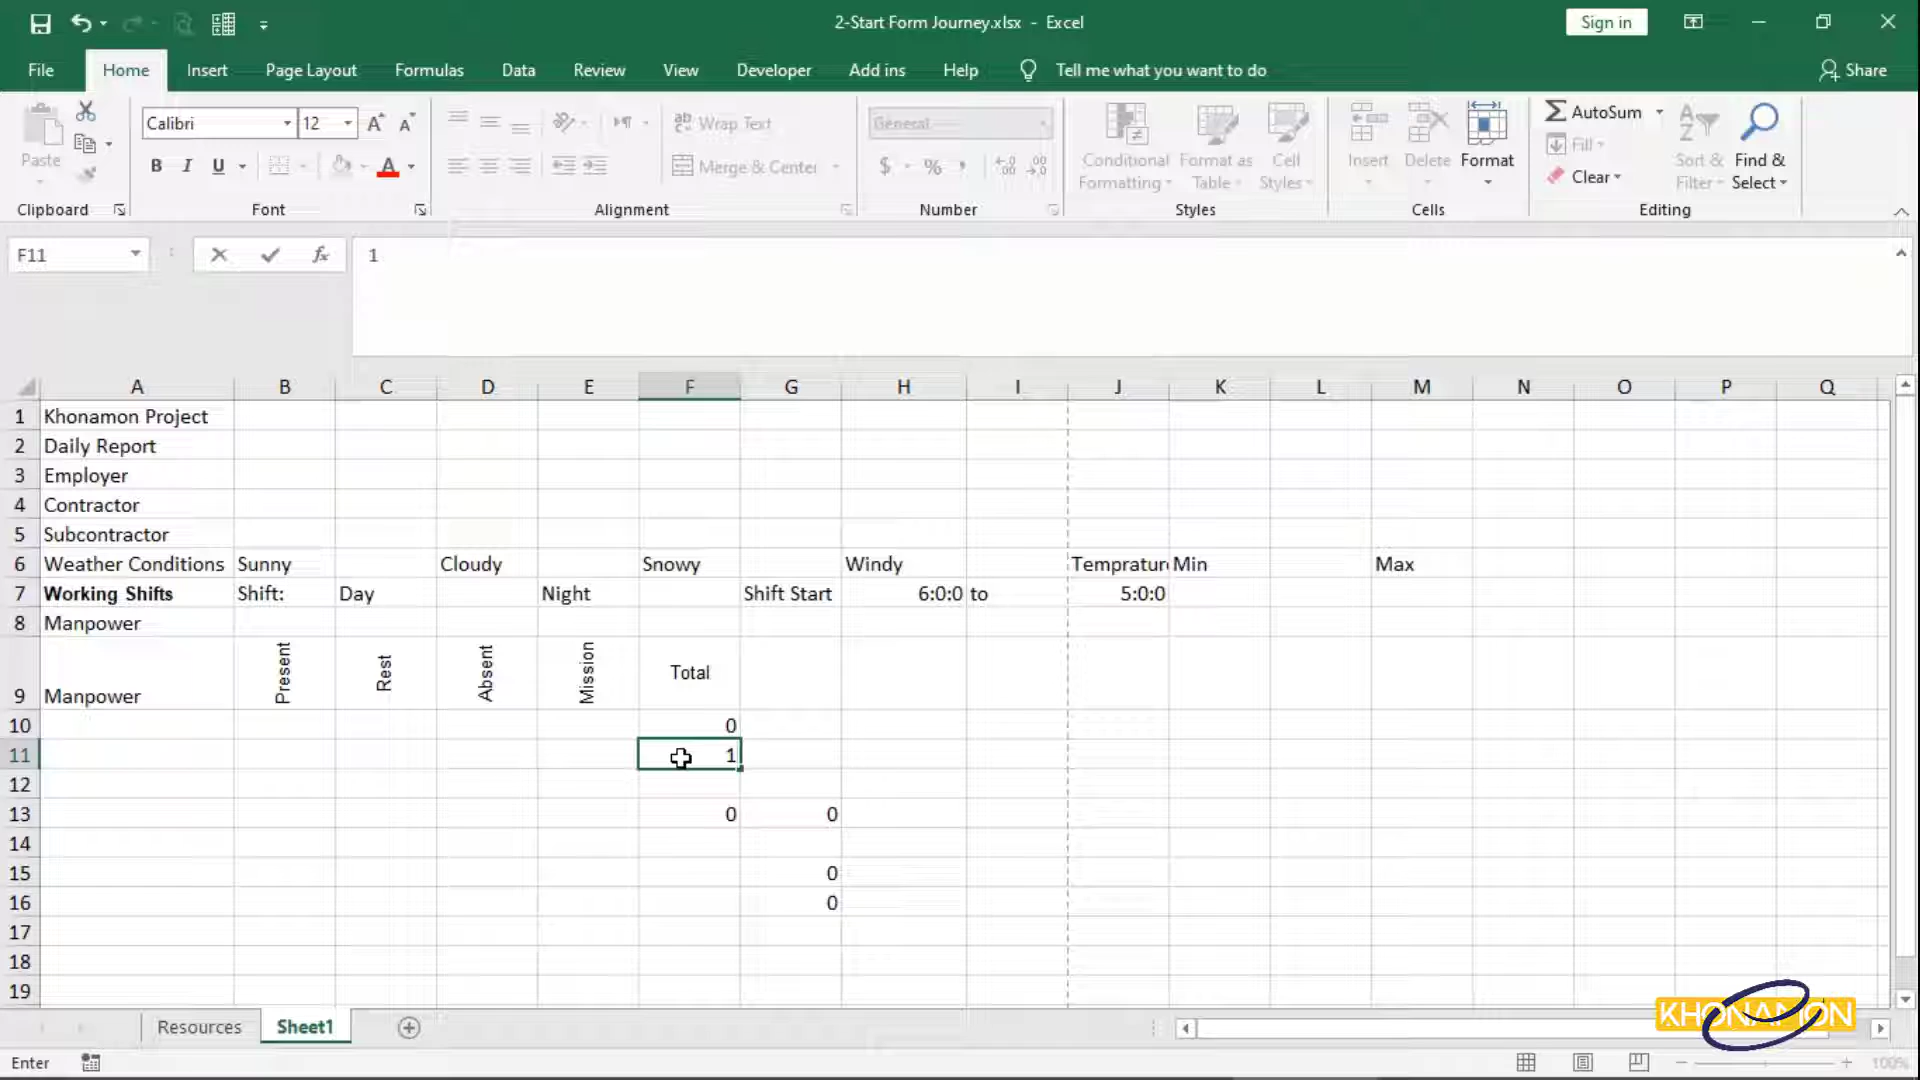 2-Start Form Journey.xlsx - Excel
Sign in
File Home Insert Page Layout Formulas Data Review View Developer Add ins Help Tell me what you want to do Share
Paste
Calibri 12
Wrap Text
Merge & Center
General
Conditional Formatting
Format as Table
Cell Styles
Insert
Delete
Format
AutoSum
Fill
Clear
Sort & Filter
Find & Select
Clipboard Font Alignment Number Styles Cells Editing
F11 fx 1
A B C D E F G H I J K L M N O P Q
1 Khonamon Project
2 Daily Report
3 Employer
4 Contractor
5 Subcontractor
6 Weather Conditions Sunny Cloudy Snowy Windy Tempratur Min Max
7 Working Shifts Shift: Day Night Shift Start 6:0:0 to 5:0:0
8 Manpower
9 Manpower Present Rest Absent Mission Total
10 0
11 1
12
13 0 0
14
15 0
16 0
17
18
19
Resources Sheet1
KHONAMON
Enter 100%